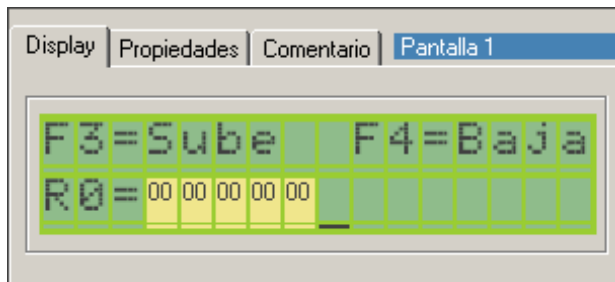 Display Propiedades Comentario Pantalla 1
F3=Sube F4=Baja
R0=00 00 00 00 00